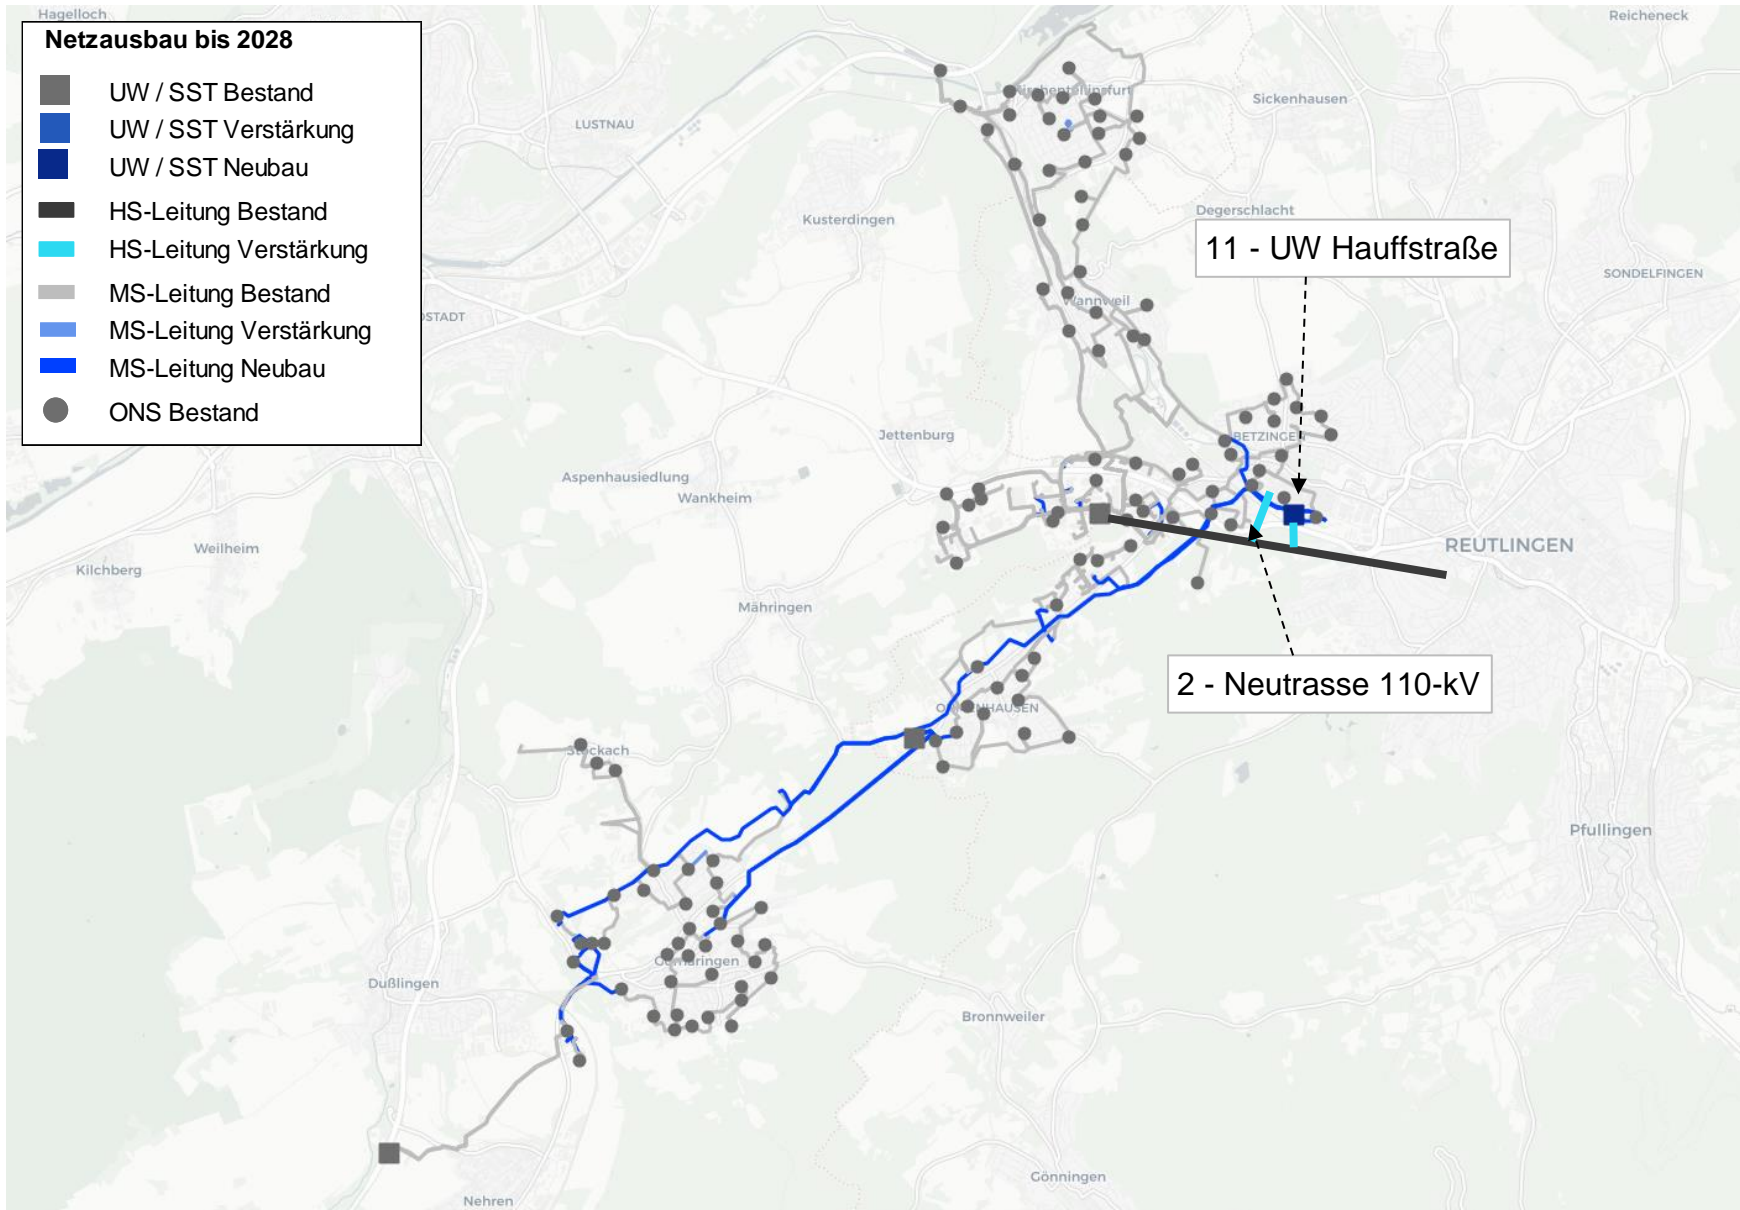 Hagelloch
Reicheneck
Netzausbau bis 2028
UW / SST Bestand
UW / SST Verstärkung
UW / SST Neubau
HS-Leitung Bestand
HS-Leitung Verstärkung
MS-Leitung Bestand
MS-Leitung Verstärkung
MS-Leitung Neubau
ONS Bestand
Kirchentellinsfurt
Sickenhausen
LUSTNAU
Kusterdingen
Degerschlacht
11 - UW Hauffstraße
SONDELFINGEN
Wannweil
Jettenburg
BETZINGEN
Aspenhausiedlung
Wankheim
Weilheim
REUTLINGEN
Kilchberg
Mähringen
2 - Neutrasse 110-kV
Stockach
Pfullingen
Gomaringen
Dußlingen
Bronnweiler
Gönningen
Nehren